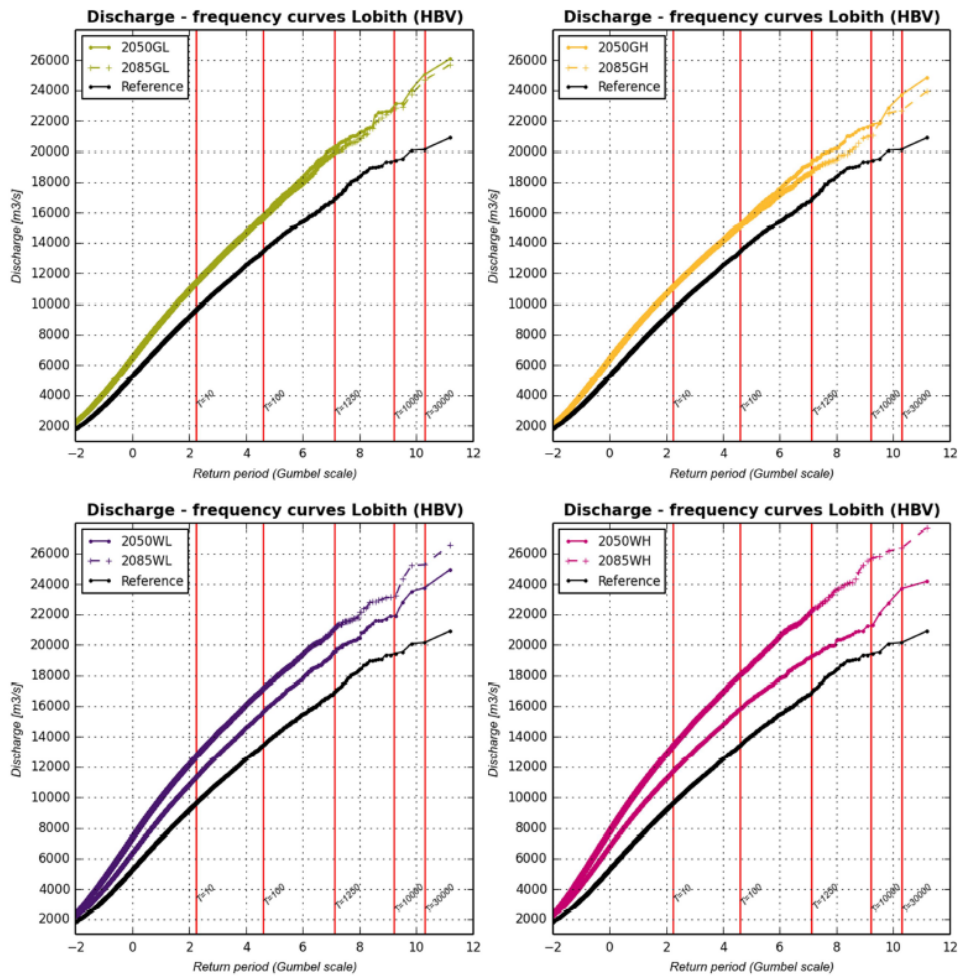 Discharge - frequency curves Lobith (HBV)
2050GL
2085GL
Reference
26000
24000
22000
20000
18000
16000
14000
12000
10000
8000
6000
4000
2000
Discharge [m3/s]
T=10
T=100
T=1250
T=10000
T=30000
−2 0 2 4 6 8 10 12
Return period (Gumbel scale)
Discharge - frequency curves Lobith (HBV)
2050GH
2085GH
Reference
26000
24000
22000
20000
18000
16000
14000
12000
10000
8000
6000
4000
2000
Discharge [m3/s]
T=10
T=100
T=1250
T=10000
T=30000
−2 0 2 4 6 8 10 12
Return period (Gumbel scale)
Discharge - frequency curves Lobith (HBV)
2050WL
2085WL
Reference
26000
24000
22000
20000
18000
16000
14000
12000
10000
8000
6000
4000
2000
Discharge [m3/s]
T=10
T=100
T=1250
T=10000
T=30000
−2 0 2 4 6 8 10 12
Return period (Gumbel scale)
Discharge - frequency curves Lobith (HBV)
2050WH
2085WH
Reference
26000
24000
22000
20000
18000
16000
14000
12000
10000
8000
6000
4000
2000
Discharge [m3/s]
T=10
T=100
T=1250
T=10000
T=30000
−2 0 2 4 6 8 10 12
Return period (Gumbel scale)